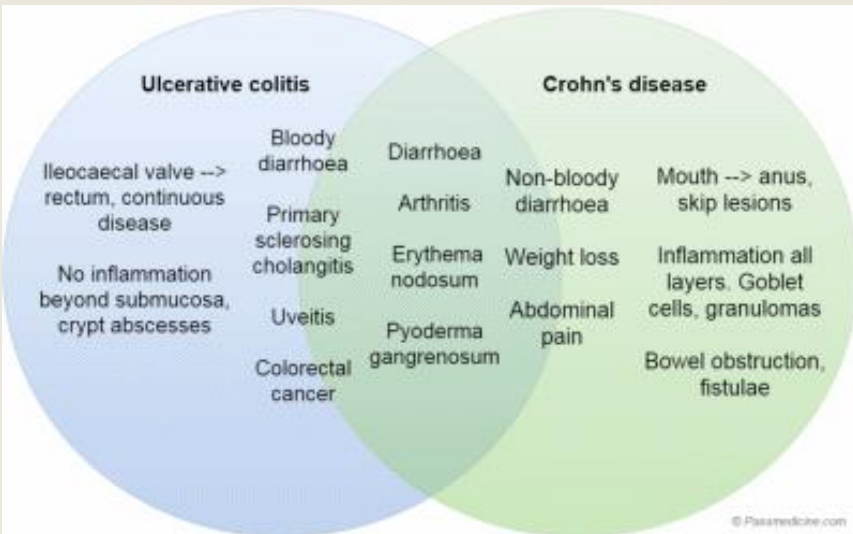 Ulcerative colitis
Ileocaecal valve -->
rectum, continuous
disease
No inflammation
beyond submucosa,
crypt abscesses
Bloody
diarrhoea
Primary
sclerosing
cholangitis
Uveitis
Colorectal
cancer
Diarrhoea
Arthritis
Erythema
nodosum
Pyoderma
gangrenosum
Crohn's disease
Non-bloody
diarrhoea
Weight loss
Abdominal
pain
Mouth --> anus,
skip lesions
Inflammation all
layers. Goblet
cells, granulomas
Bowel obstruction,
fistulae
© Passmedicine.com